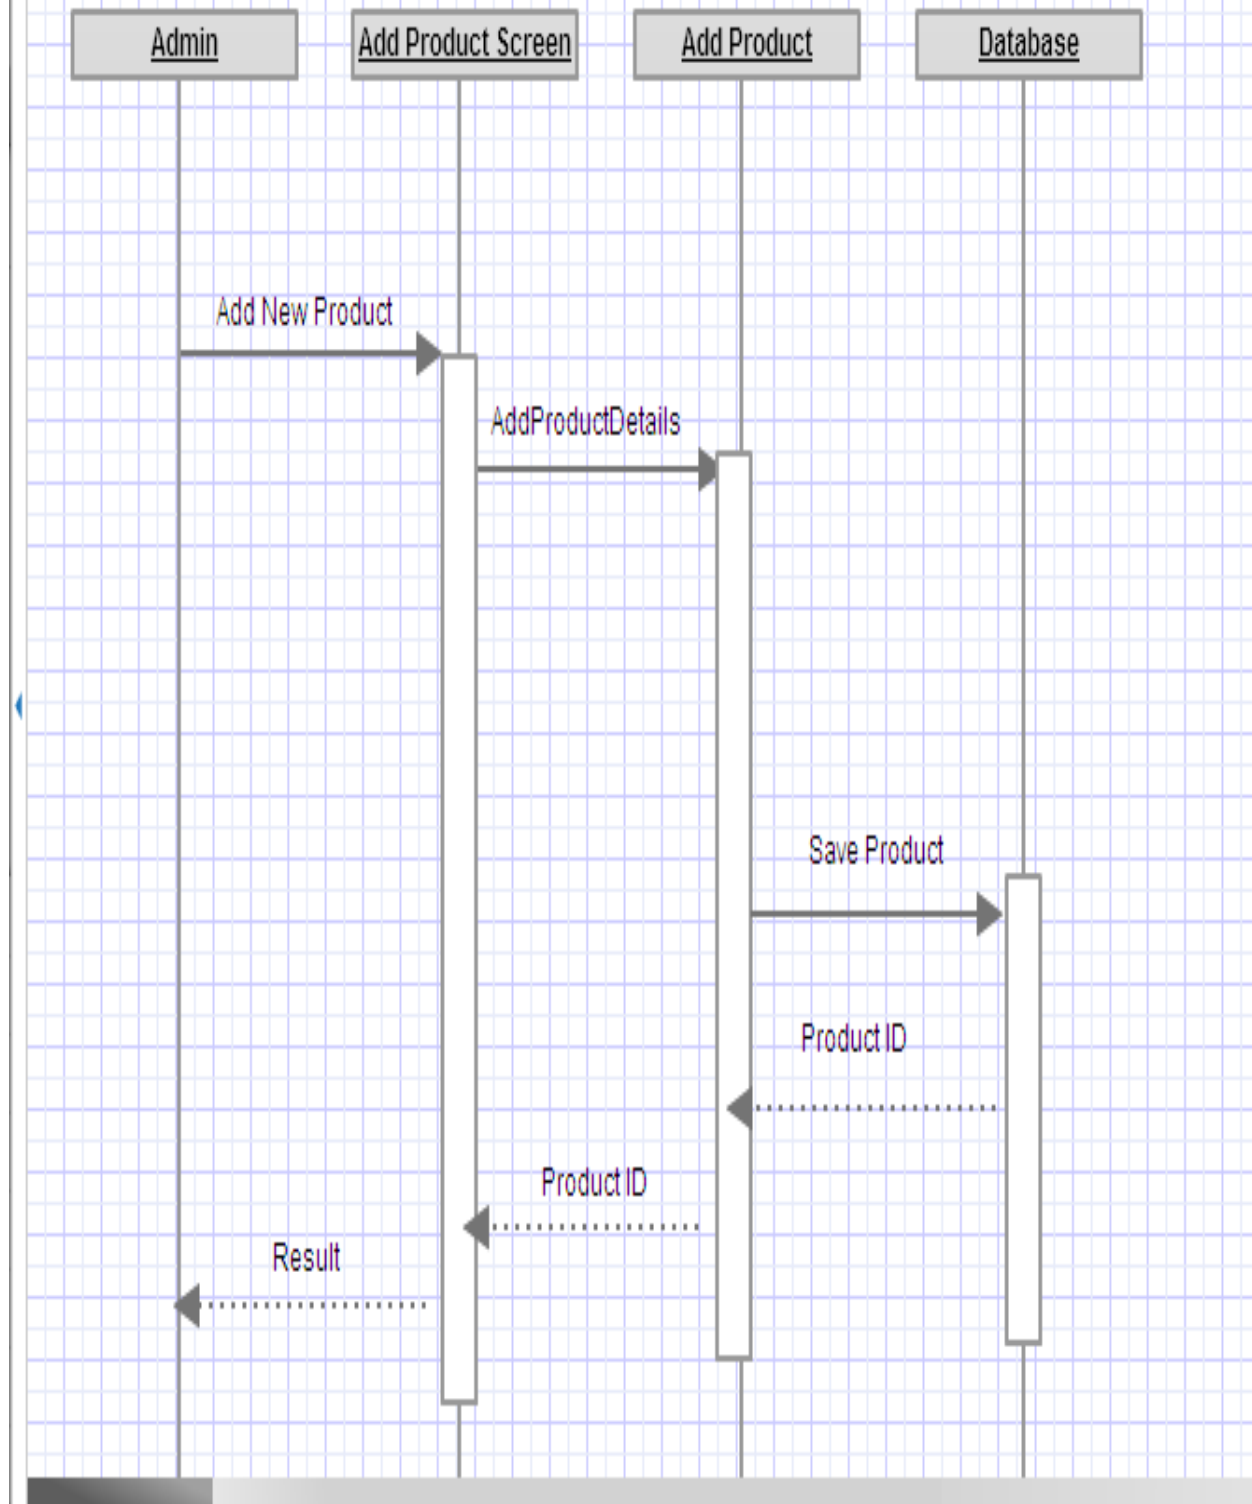 Admin
Add Product Screen
Add Product
Database
Add New Product
AddProductDetails
Save Product
Product ID
Product ID
Result